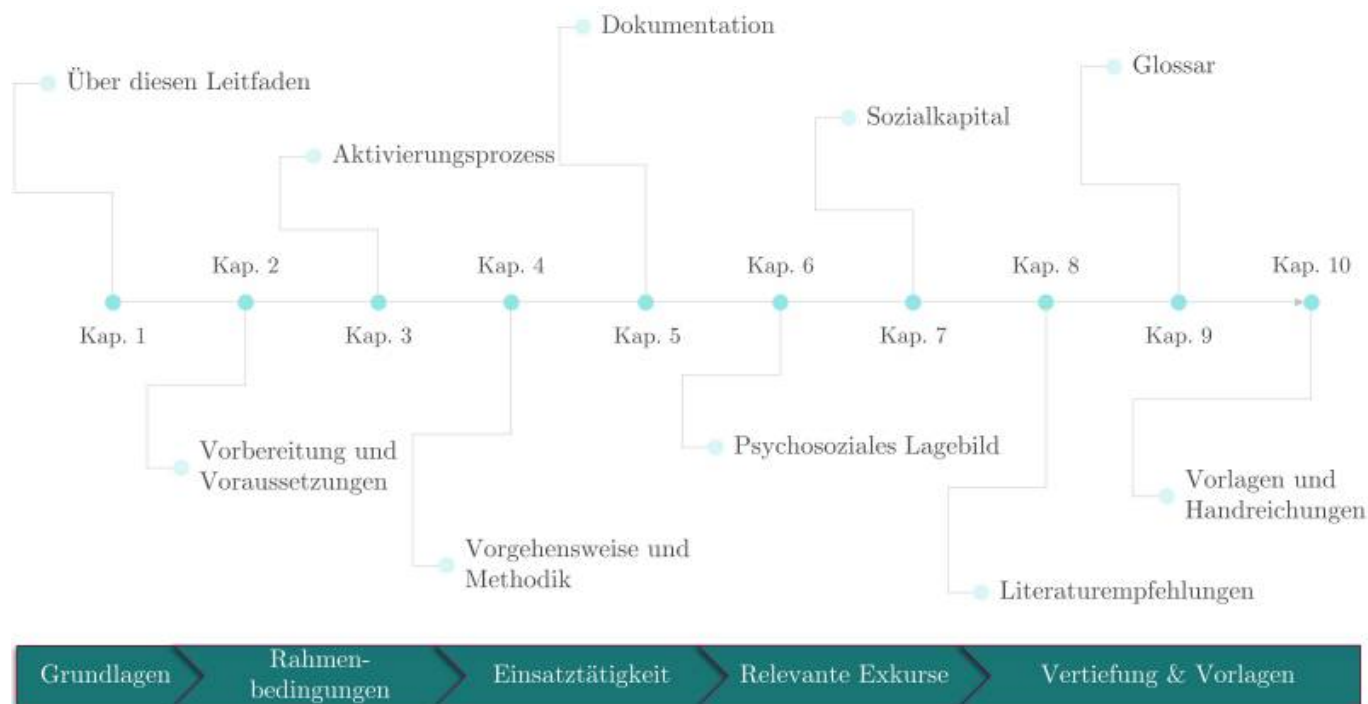 Dokumentation
Glossar
Über diesen Leitfaden
Sozialkapital
Aktivierungsprozess
Kap. 2
Kap. 4
Kap. 6
Kap. 8
Kap. 10
Kap. 1
Kap. 3
Kap. 5
Kap. 7
Kap. 9
Vorbereitung und
Voraussetzungen
Psychosoziales Lagebild
Vorlagen und
Handreichungen
Vorgehensweise und
Methodik
Literaturempfehlungen
Grundlagen
Rahmen-
bedingungen
Einsatztätigkeit
Relevante Exkurse
Vertiefung & Vorlagen